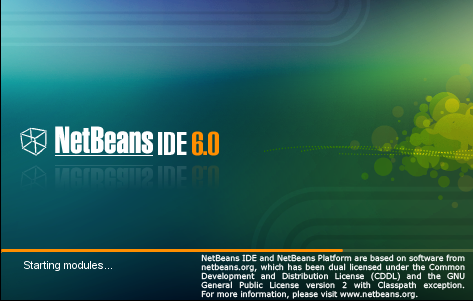 NetBeans IDE 6.0
Starting modules...
NetBeans IDE and NetBeans Platform are based on software from
netbeans.org, which has been dual licensed under the Common
Development and Distribution License (CDDL) and the GNU
General Public License version 2 with Classpath exception.
For more information, please visit www.netbeans.org.